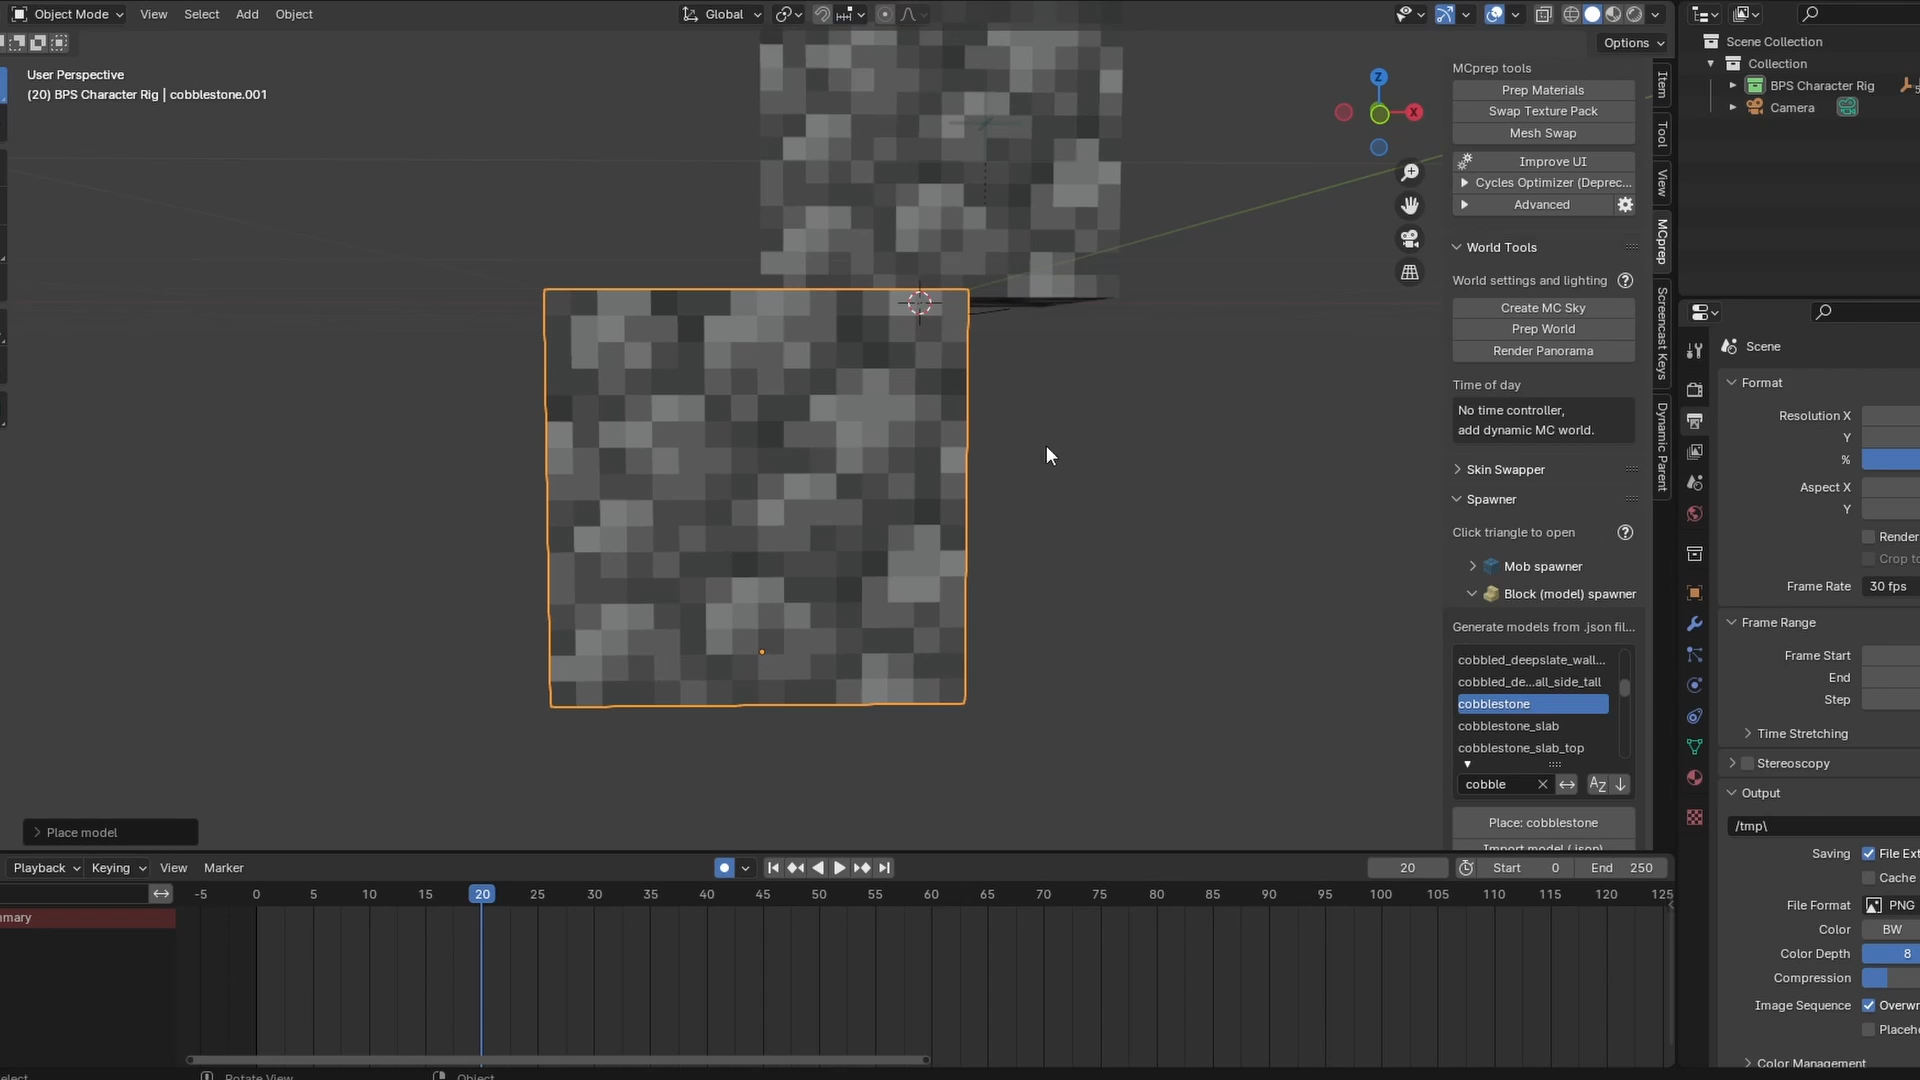 Object Mode View Select Add Object Global
Options
User Perspective
(20) BPS Character Rig | cobblestone.001
Z
X
MCprep tools
Prep Materials
Swap Texture Pack
Mesh Swap
Improve UI
Cycles Optimizer (Deprec...
Advanced
World Tools
World settings and lighting
Create MC Sky
Prep World
Render Panorama
Time of day
No time controller,
add dynamic MC world.
Skin Swapper
Spawner
Click triangle to open
Mob spawner
Block (model) spawner
Generate models from .json fil...
cobbled_deepslate_wall...
cobbled_de...all_side_tall
cobblestone
cobblestone_slab
cobblestone_slab_top
cobble
Place: cobblestone
Import model (.json)
Item
Tool
View
MCprep
Screencast Keys
Dynamic Parent
Scene Collection
Collection
BPS Character Rig
Camera
Scene
Format
Resolution X
Y
%
Aspect X
Y
Render
Crop to
Frame Rate 30 fps
Frame Range
Frame Start
End
Step
Time Stretching
Stereoscopy
Output
/tmp\
Saving File Ext
Cache
File Format PNG
Color BW
Color Depth 8
Compression
Image Sequence Overwr
Placeh
Color Management
Place model
Playback Keying View Marker 20 Start 0 End 250
-5 0 5 10 15 20 25 30 35 40 45 50 55 60 65 70 75 80 85 90 95 100 105 110 115 120 125
mmary
elect Rotate View Object